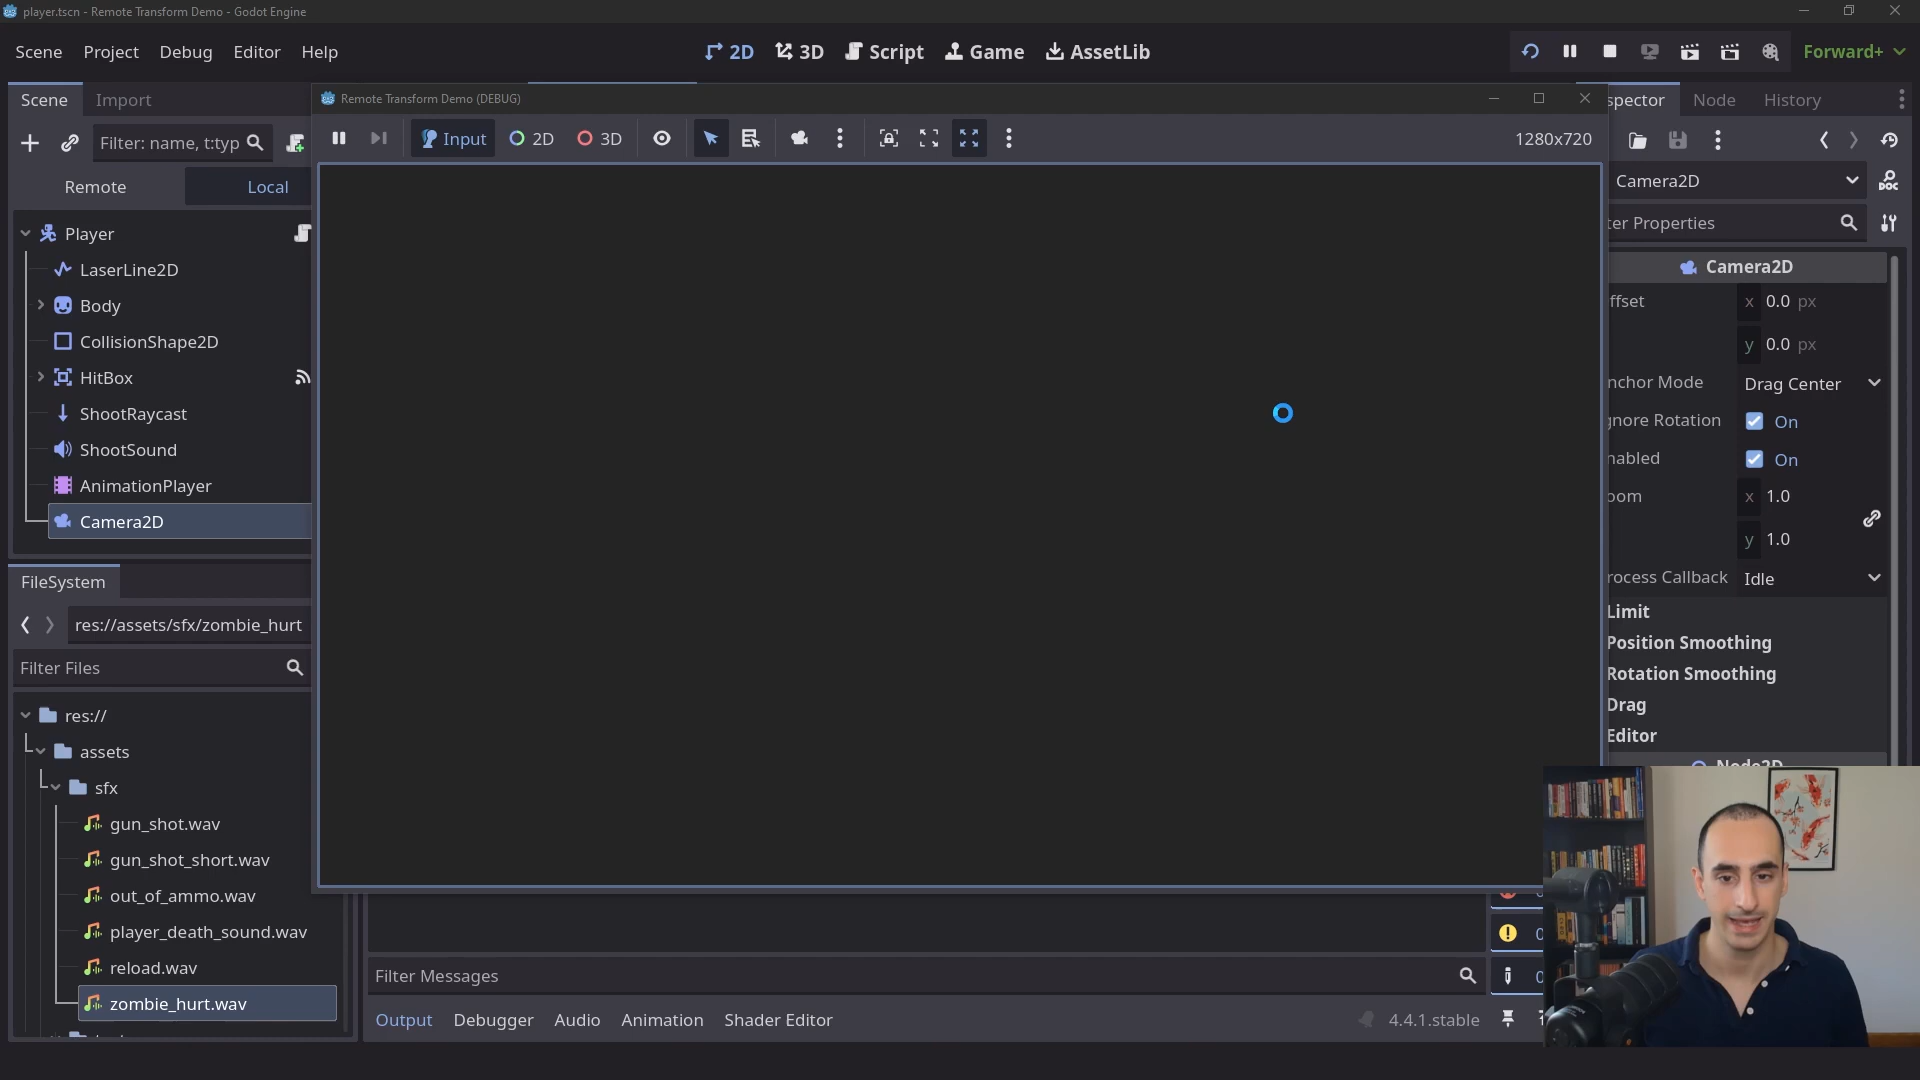 player.tscn - Remote Transform Demo - Godot Engine
Scene Project Debug Editor Help
2D 3D Script Game AssetLib
Forward+
Scene Import
Filter: name, t:typ
Remote Local
Player
LaserLine2D
Body
CollisionShape2D
HitBox
ShootRaycast
ShootSound
AnimationPlayer
Camera2D
FileSystem
res://assets/sfx/zombie_hurt
Filter Files
res://
assets
sfx
gun_shot.wav
gun_shot_short.wav
out_of_ammo.wav
player_death_sound.wav
reload.wav
zombie_hurt.wav
Remote Transform Demo (DEBUG)
Input 2D 3D
1280x720
Filter Messages
0
0
Output Debugger Audio Animation Shader Editor
4.4.1.stable
spector Node History
Camera2D
DOC
ter Properties
Camera2D
ffset x 0.0 px
y 0.0 px
nchor Mode Drag Center
gnore Rotation On
nabled On
oom x 1.0
y 1.0
rocess Callback Idle
Limit
Position Smoothing
Rotation Smoothing
Drag
Editor
Node2D